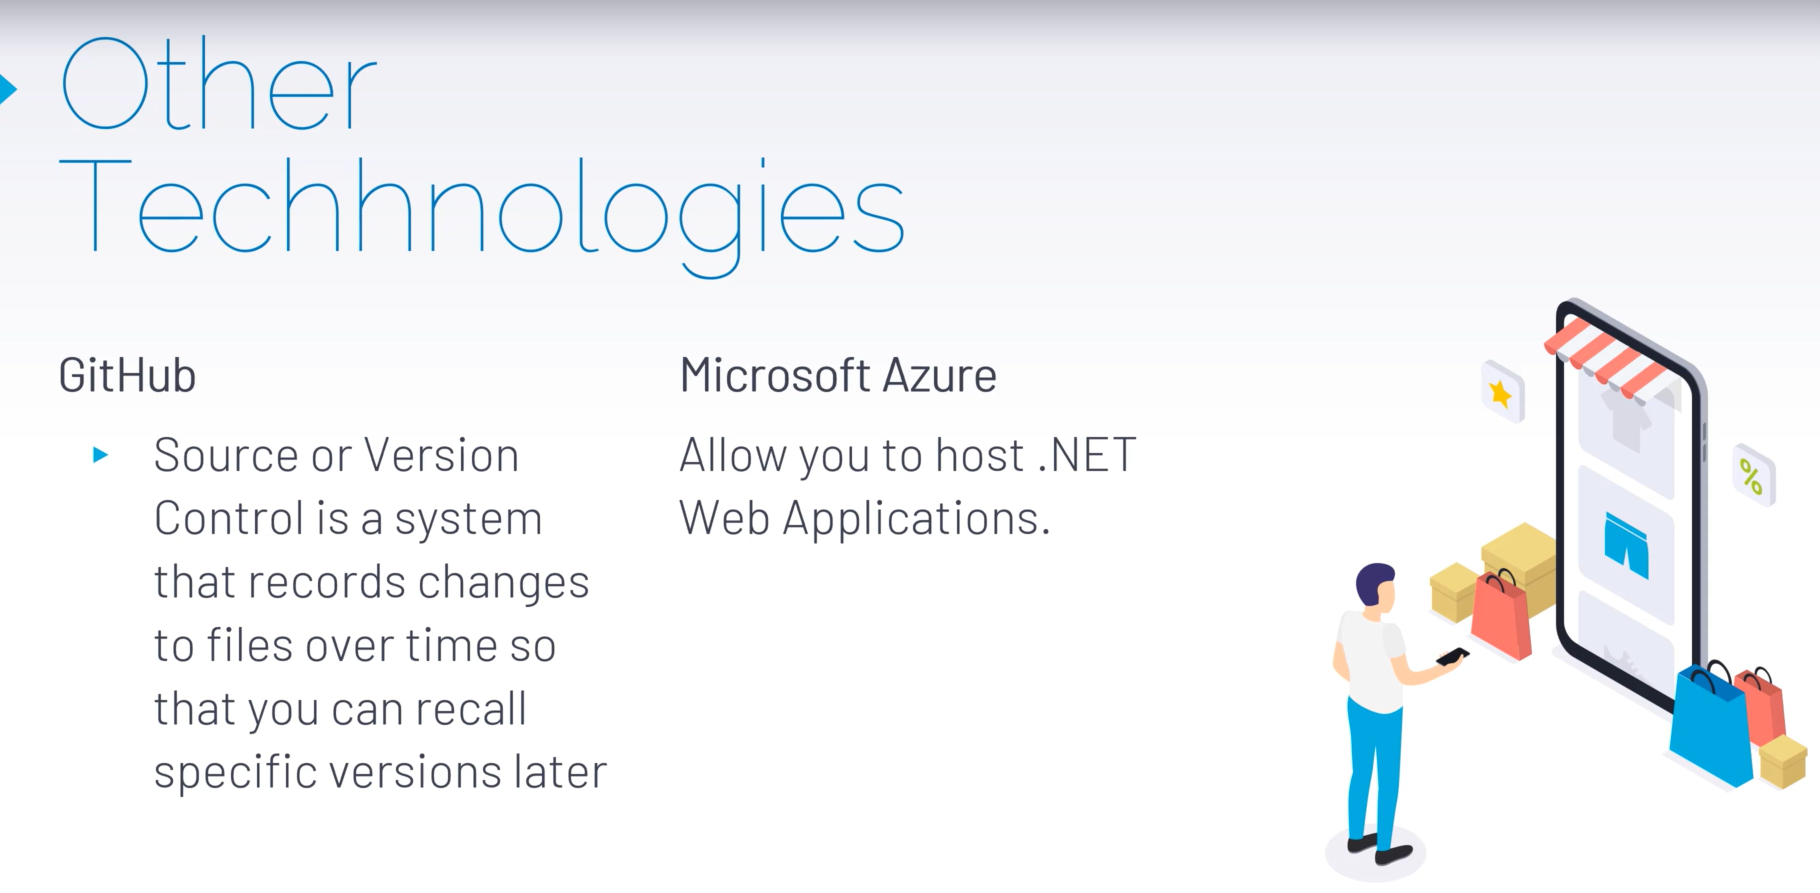 Other
Techhnologies
GitHub
Source or Version
Control is a system
that records changes
to files over time so
that you can recall
specific versions later
Microsoft Azure
Allow you to host .NET
Web Applications.
%